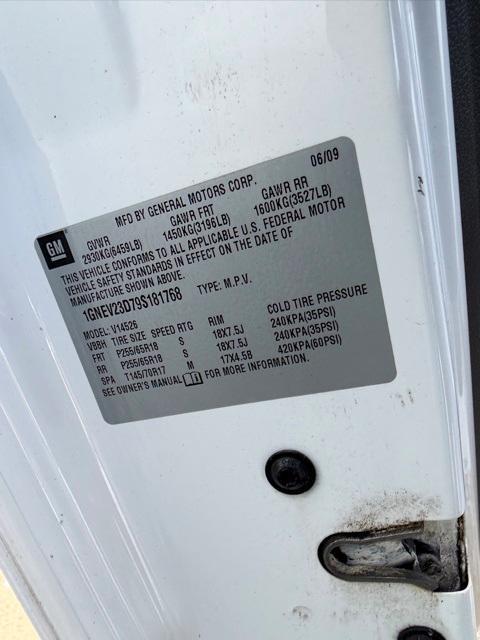 06/09
MFD BY GENERAL MOTORS CORP.
GM
GVWR GAWR FRT GAWR RR
2930KG(6459LB) 1450KG(3196LB) 1600KG(3527LB)
THIS VEHICLE CONFORMS TO ALL APPLICABLE U.S. FEDERAL MOTOR
VEHICLE SAFETY STANDARDS IN EFFECT ON THE DATE OF
MANUFACTURE SHOWN ABOVE.
1GNEV23D79S181768 TYPE: M.P.V.
MODEL: V14526
VBBH TIRE SIZE SPEED RTG RIM COLD TIRE PRESSURE
FRT P255/65R18 S 18X7.5J 240KPA(35PSI)
RR P255/65R18 S 18X7.5J 240KPA(35PSI)
SPA T145/70R17 M 17X4.5B 420KPA(60PSI)
SEE OWNER'S MANUAL FOR MORE INFORMATION.